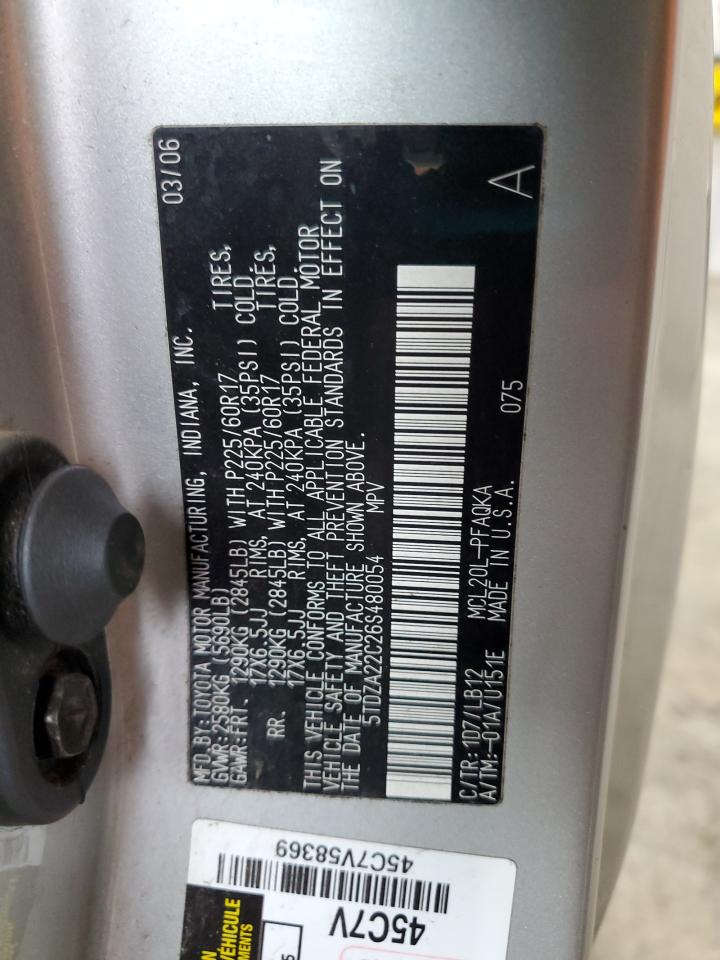 MFD.BY:TOYOTA MOTOR MANUFACTURING, INDIANA, INC. 03/06
GVWR:2580KG(5690LB)
GAWR:FRT. 1290KG(2845LB) WITH P225/60R17 TIRES,
17X6.5JJ RIMS, AT 240KPA(35PSI) COLD.
RR. 1290KG(2845LB) WITH P225/60R17 TIRES,
17X6.5JJ RIMS, AT 240KPA(35PSI) COLD.
THIS VEHICLE CONFORMS TO ALL APPLICABLE FEDERAL MOTOR
VEHICLE SAFETY AND THEFT PREVENTION STANDARDS IN EFFECT ON
THE DATE OF MANUFACTURE SHOWN ABOVE.
5TDZA22C26S480054 MPV
C/TR:1D7/LB12 MCL20L-PFAQKA
A/TM:-01A/U151E MADE IN U.S.A. 075 A
45C7V58369
45C7V
VÉHICULE